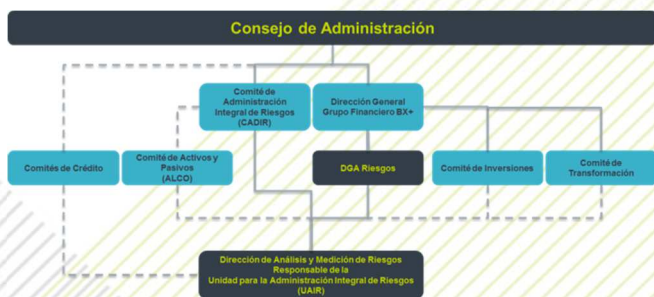 Consejo de Administración
Comité de
Administración
Integral de Riesgos
(CADIR)
Dirección General
Grupo Financiero BX+
Comités de Crédito
Comité de Activos y
Pasivos
(ALCO)
DGA Riesgos
Comité de Inversiones
Comité de
Transformación
Dirección de Análisis y Medición de Riesgos
Responsable de la
Unidad para la Administración Integral de Riesgos
(UAIR)